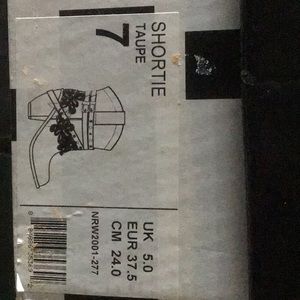 SHORTIE
TAUPE
7
UK 5.0
EUR 37.5
CM 24.0
NRW2001-277